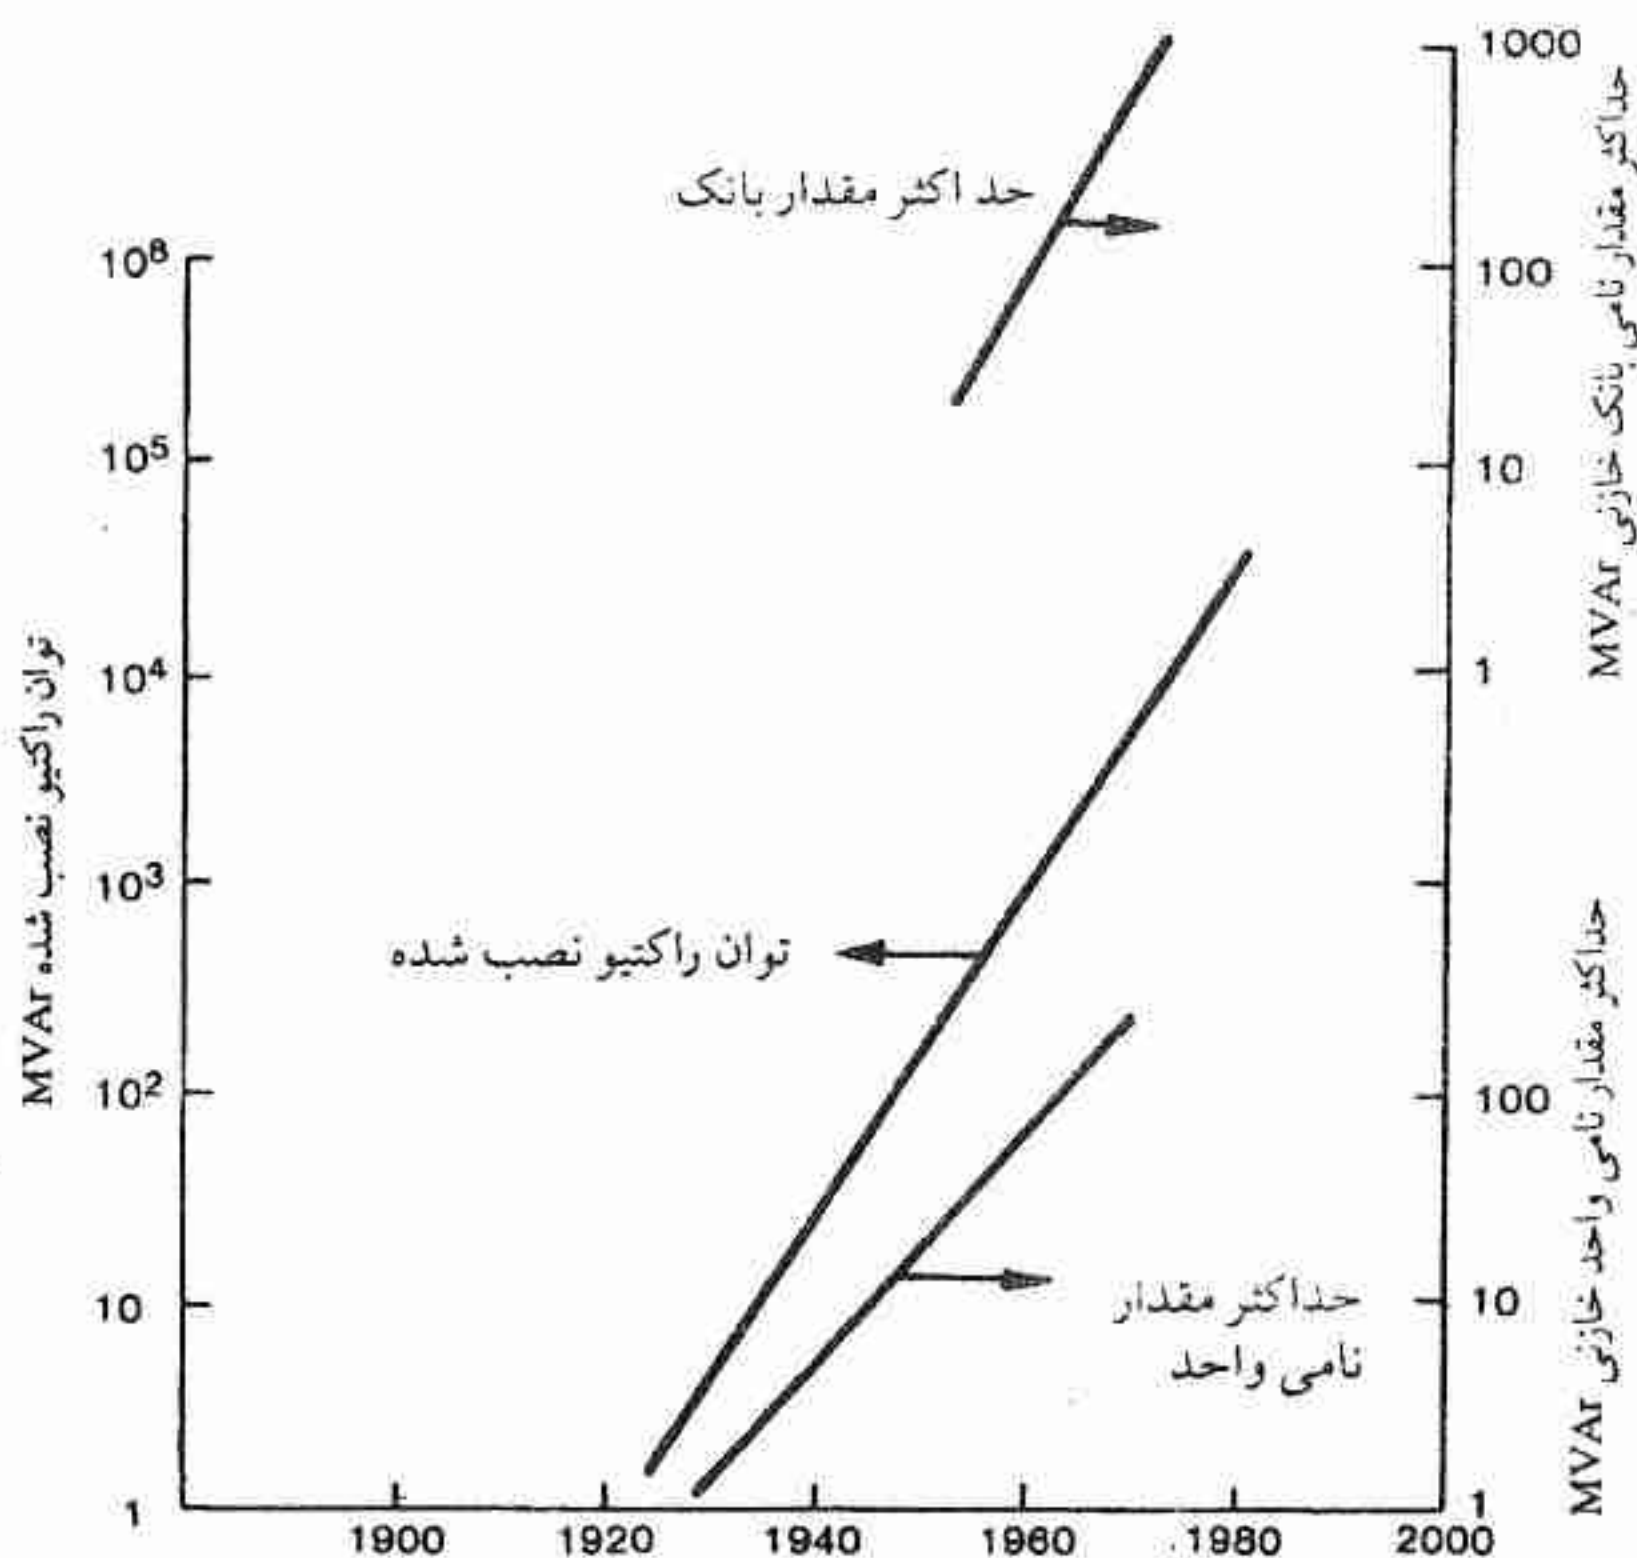 1000
حداکثر مقدار نامی بانک خازنی MVAr
حد اکثر مقدار بانک
10⁸
100
10⁵
10
10⁴
1
توان راکتیو نصب شده MVAr
10³
توان راکتیو نصب شده
حداکثر مقدار نامی واحد خازنی MVAr
10²
100
10
حداکثر مقدار
نامی واحد
10
1
1
1900 1920 1940 1960 1980 2000